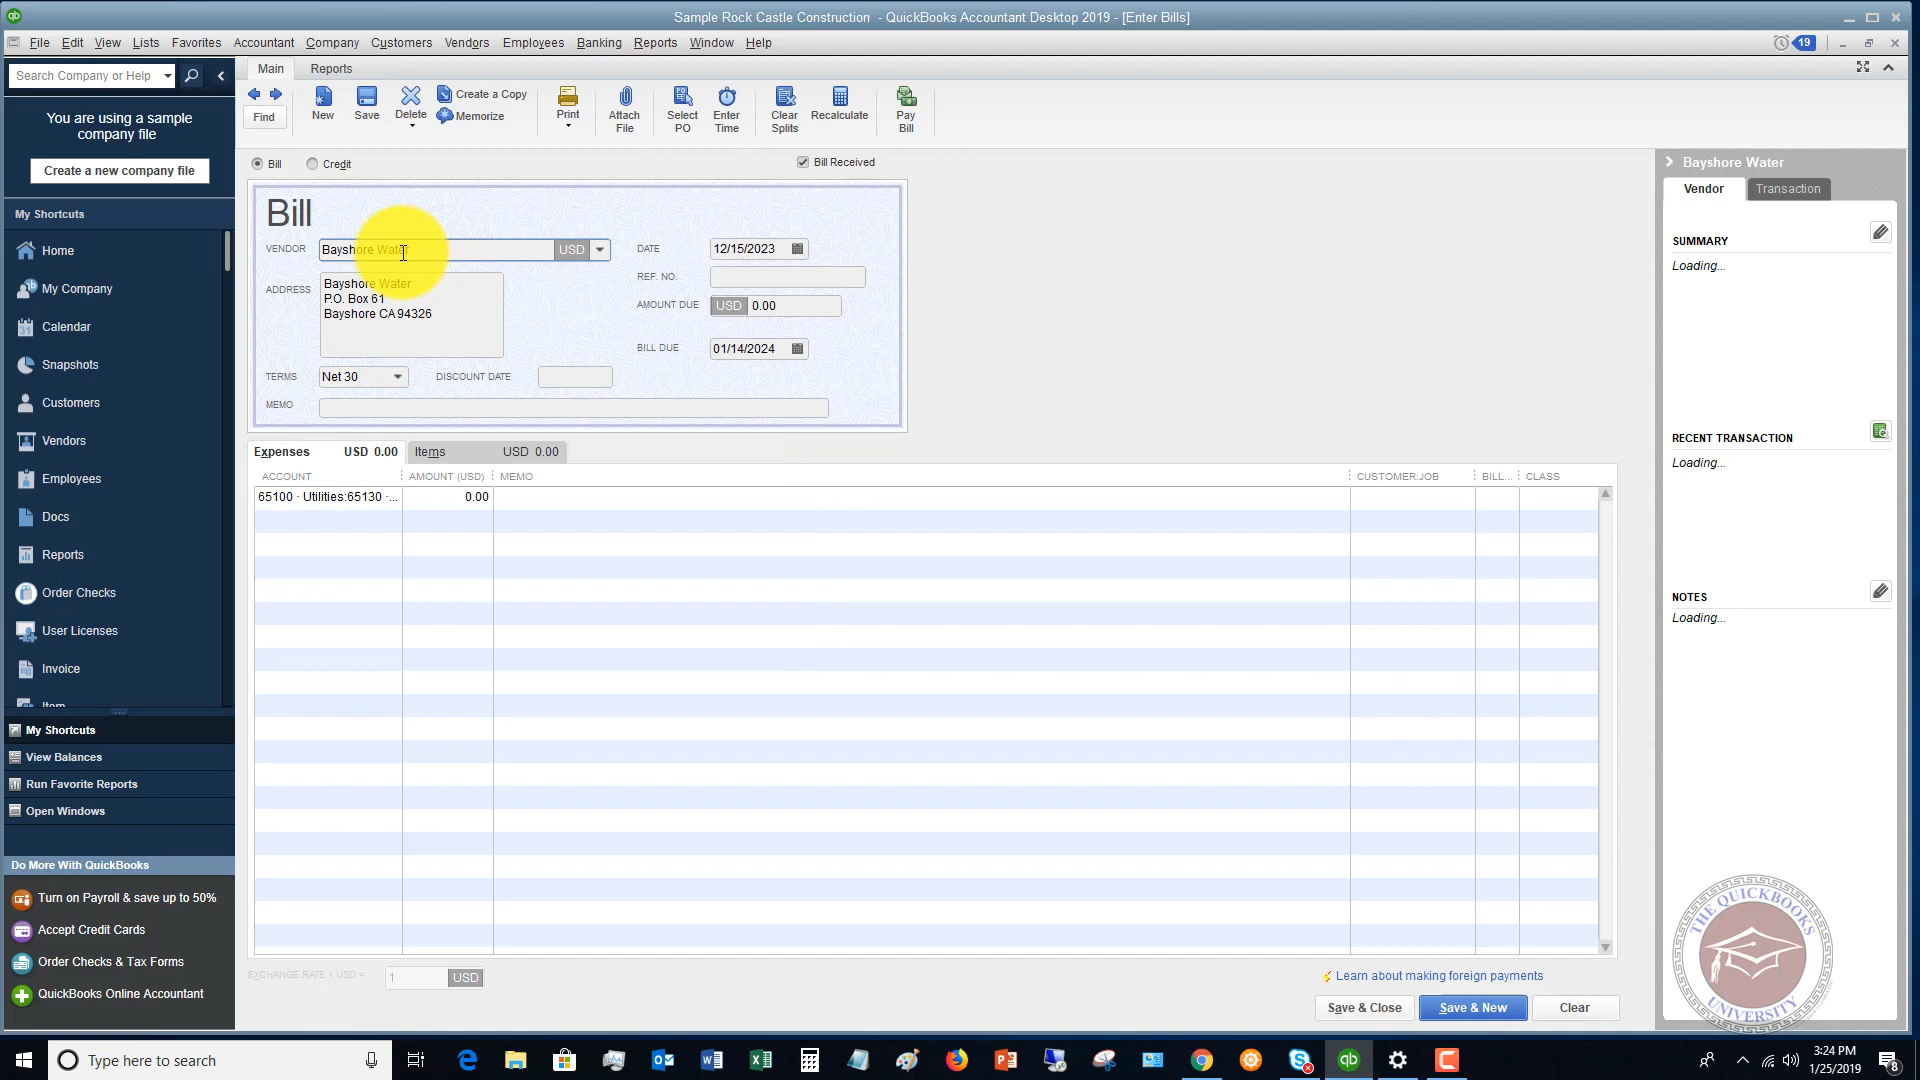 Sample Rock Castle Construction - QuickBooks Accountant Desktop 2019 - [Enter Bills]
File Edit View Lists Favorites Accountant Company Customers Vendors Employees Banking Reports Window Help 19
Search Company or Help
Main Reports
You are using a sample company file
Create a new company file
Find New Save Delete Create a Copy Memorize Print Attach File Select PO Enter Time Clear Splits Recalculate Pay Bill
Bill Credit Bill Received
My Shortcuts
Home
My Company
Calendar
Snapshots
Customers
Vendors
Employees
Docs
Reports
Order Checks
User Licenses
Invoice
Item
My Shortcuts
View Balances
Run Favorite Reports
Open Windows
Do More With QuickBooks
Turn on Payroll & save up to 50%
Accept Credit Cards
Order Checks & Tax Forms
QuickBooks Online Accountant
Bill
VENDOR Bayshore Water USD
DATE 12/15/2023
REF. NO.
ADDRESS Bayshore Water
P.O. Box 61
Bayshore CA 94326
AMOUNT DUE USD 0.00
BILL DUE 01/14/2024
TERMS Net 30 DISCOUNT DATE
MEMO
Expenses USD 0.00 Items USD 0.00
ACCOUNT AMOUNT (USD) MEMO CUSTOMER:JOB BILL... CLASS
65100 · Utilities:65130 ·... 0.00
EXCHANGE RATE 1 USD = 1 USD
Learn about making foreign payments
Save & Close Save & New Clear
Bayshore Water
Vendor Transaction
SUMMARY
Loading...
RECENT TRANSACTION
Loading...
NOTES
Loading...
THE QUICKBOOKS UNIVERSITY
Type here to search
3:24 PM
1/25/2019
8